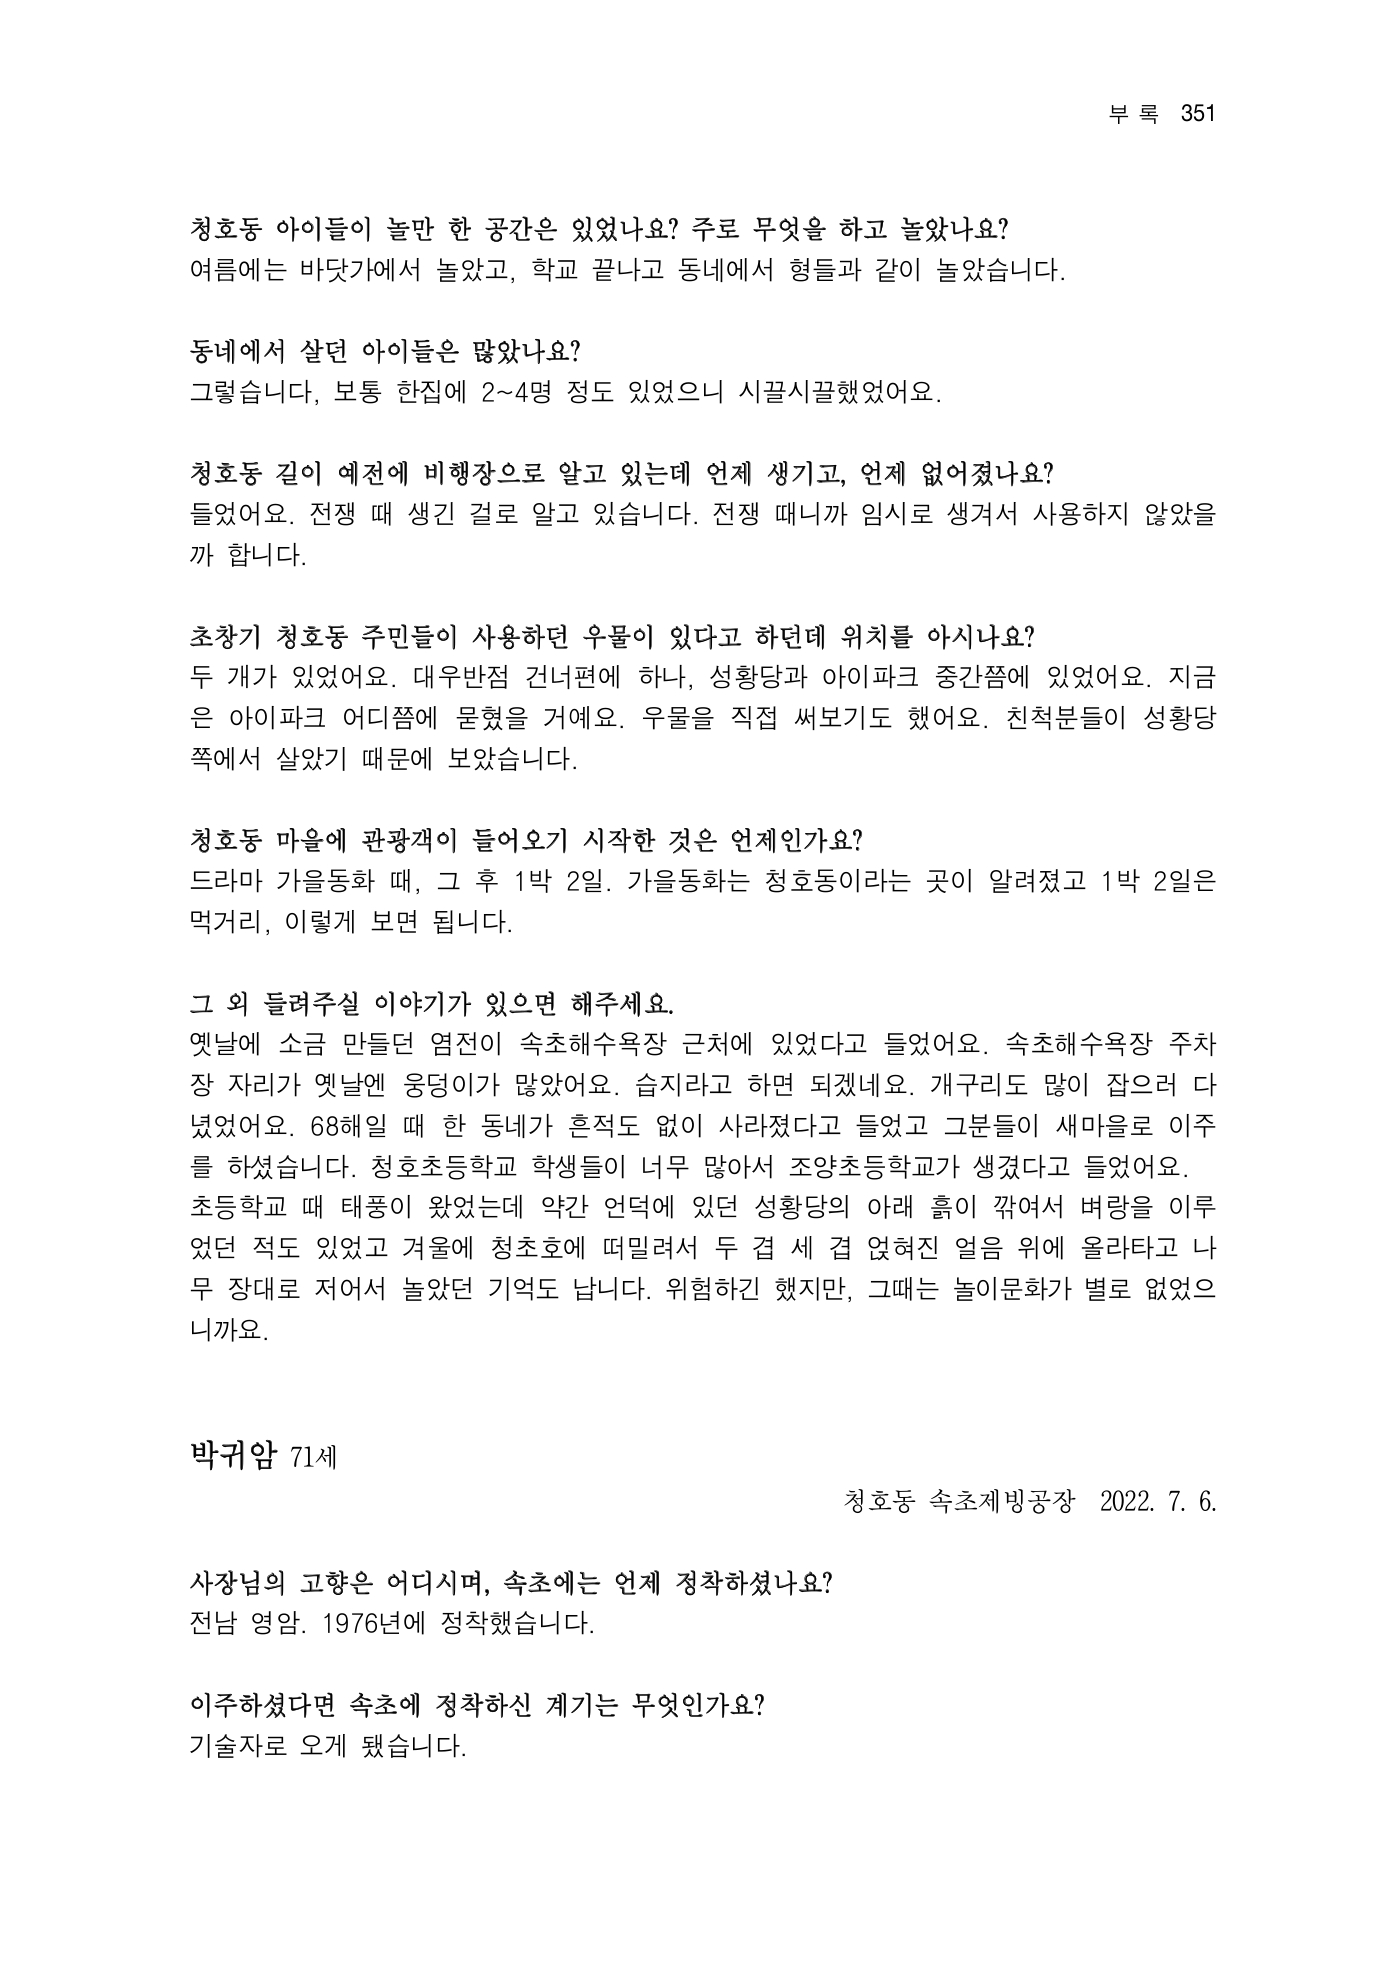 부 록 351
청호동 아이들이 놀만 한 공간은 있었나요? 주로 무엇을 하고 놀았나요?
여름에는 바닷가에서 놀았고, 학교 끝나고 동네에서 형들과 같이 놀았습니다.
동네에서 살던 아이들은 많았나요?
그렇습니다, 보통 한집에 2~4명 정도 있었으니 시끌시끌했었어요.
청호동 길이 예전에 비행장으로 알고 있는데 언제 생기고, 언제 없어졌나요?
들었어요. 전쟁 때 생긴 걸로 알고 있습니다. 전쟁 때니까 임시로 생겨서 사용하지 않았을
까 합니다.
초창기 청호동 주민들이 사용하던 우물이 있다고 하던데 위치를 아시나요?
두 개가 있었어요. 대우반점 건너편에 하나, 성황당과 아이파크 중간쯤에 있었어요. 지금
은 아이파크 어디쯤에 묻혔을 거예요. 우물을 직접 써보기도 했어요. 친척분들이 성황당
쪽에서 살았기 때문에 보았습니다.
청호동 마을에 관광객이 들어오기 시작한 것은 언제인가요?
드라마 가을동화 때, 그 후 1박 2일. 가을동화는 청호동이라는 곳이 알려졌고 1박 2일은
먹거리, 이렇게 보면 됩니다.
그 외 들려주실 이야기가 있으면 해주세요.
옛날에 소금 만들던 염전이 속초해수욕장 근처에 있었다고 들었어요. 속초해수욕장 주차
장 자리가 옛날엔 웅덩이가 많았어요. 습지라고 하면 되겠네요. 개구리도 많이 잡으러 다
녔었어요. 68해일 때 한 동네가 흔적도 없이 사라졌다고 들었고 그분들이 새마을로 이주
를 하셨습니다. 청호초등학교 학생들이 너무 많아서 조양초등학교가 생겼다고 들었어요.
초등학교 때 태풍이 왔었는데 약간 언덕에 있던 성황당의 아래 흙이 깎여서 벼랑을 이루
었던 적도 있었고 겨울에 청초호에 떠밀려서 두 겹 세 겹 얹혀진 얼음 위에 올라타고 나
무 장대로 저어서 놀았던 기억도 납니다. 위험하긴 했지만, 그때는 놀이문화가 별로 없었으
니까요.
박귀암 71세
청호동 속초제빙공장 2022. 7. 6.
사장님의 고향은 어디시며, 속초에는 언제 정착하셨나요?
전남 영암. 1976년에 정착했습니다.
이주하셨다면 속초에 정착하신 계기는 무엇인가요?
기술자로 오게 됐습니다.